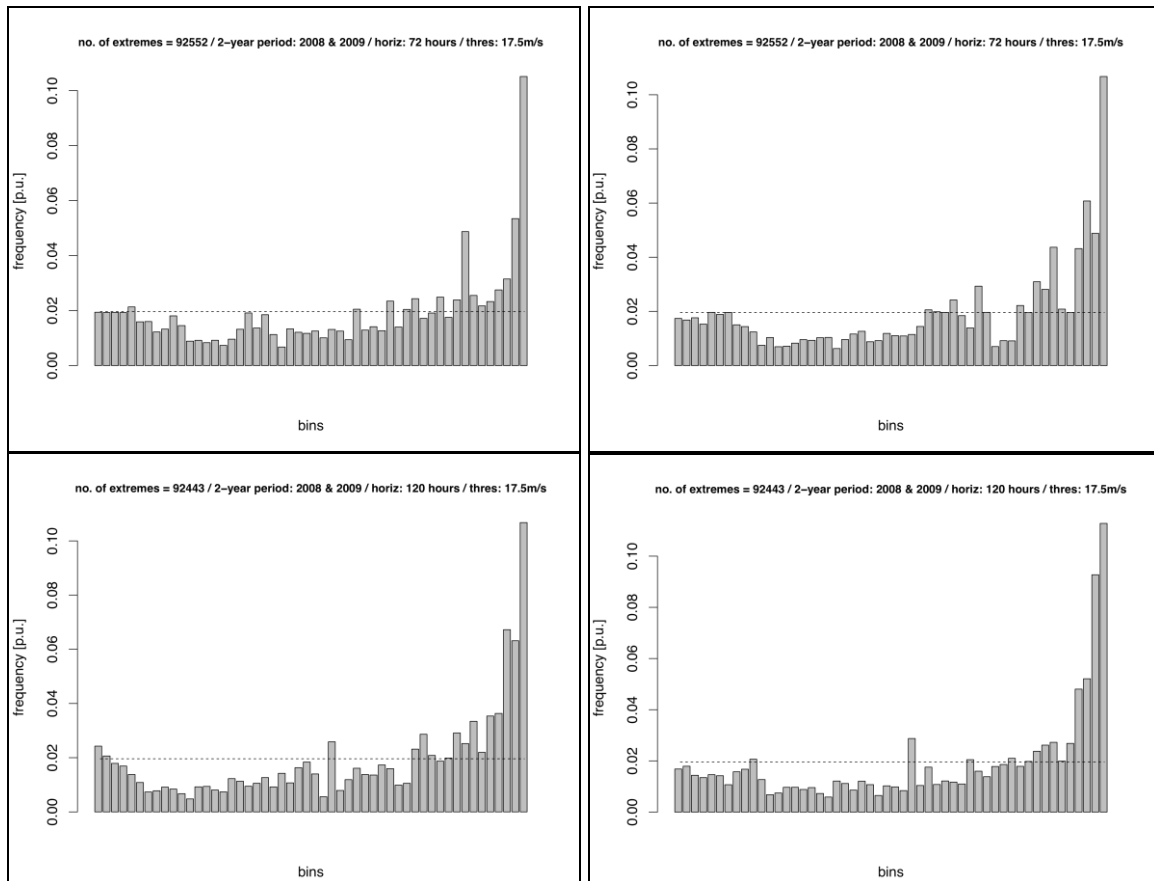 no. of extremes = 92552 / 2−year period: 2008 & 2009 / horiz: 72 hours / thres: 17.5m/s
frequency [p.u.]
0.10
0.08
0.06
0.04
0.02
0.00
bins
no. of extremes = 92552 / 2−year period: 2008 & 2009 / horiz: 72 hours / thres: 17.5m/s
frequency [p.u.]
0.10
0.08
0.06
0.04
0.02
0.00
bins
no. of extremes = 92443 / 2−year period: 2008 & 2009 / horiz: 120 hours / thres: 17.5m/s
frequency [p.u.]
0.10
0.08
0.06
0.04
0.02
0.00
bins
no. of extremes = 92443 / 2−year period: 2008 & 2009 / horiz: 120 hours / thres: 17.5m/s
frequency [p.u.]
0.10
0.08
0.06
0.04
0.02
0.00
bins